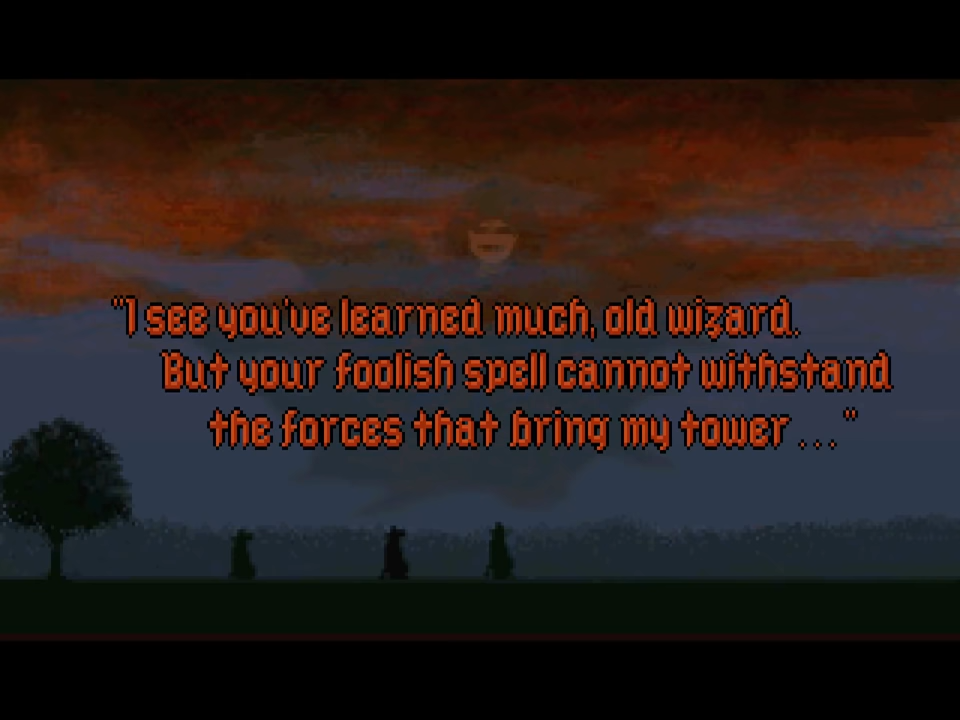 "I see you've learned much, old wizard.
But your foolish spell cannot withstand
the forces that bring my tower . . . "